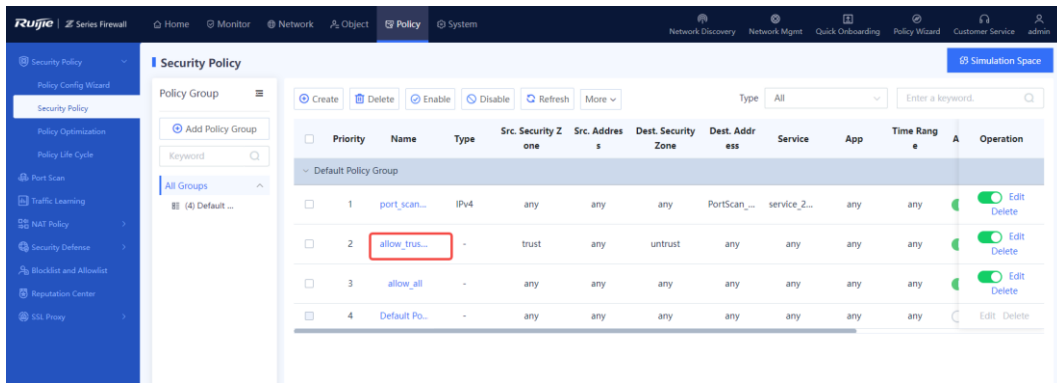 Ruijie | Z Series Firewall
Home Monitor Network Object Policy System
Network Discovery Network Mgmt Quick Onboarding Policy Wizard Customer Service admin
Security Policy
Policy Config Wizard
Security Policy
Policy Optimization
Policy Life Cycle
Port Scan
Traffic Learning
NAT Policy
Security Defense
Blocklist and Allowlist
Reputation Center
SSL Proxy
Security Policy
Simulation Space
Policy Group
Add Policy Group
Keyword
All Groups
(4) Default ...
Create Delete Enable Disable Refresh More Type All Enter a keyword.
Priority Name Type Src. Security Z one Src. Addres s Dest. Security Zone Dest. Addr ess Service App Time Rang e A Operation
Default Policy Group
1 port_scan... IPv4 any any any PortScan_... service_2... any any Edit Delete
2 allow_trus... - trust any untrust any any any any Edit Delete
3 allow_all - any any any any any any any Edit Delete
4 Default Po... - any any any any any any any Edit Delete